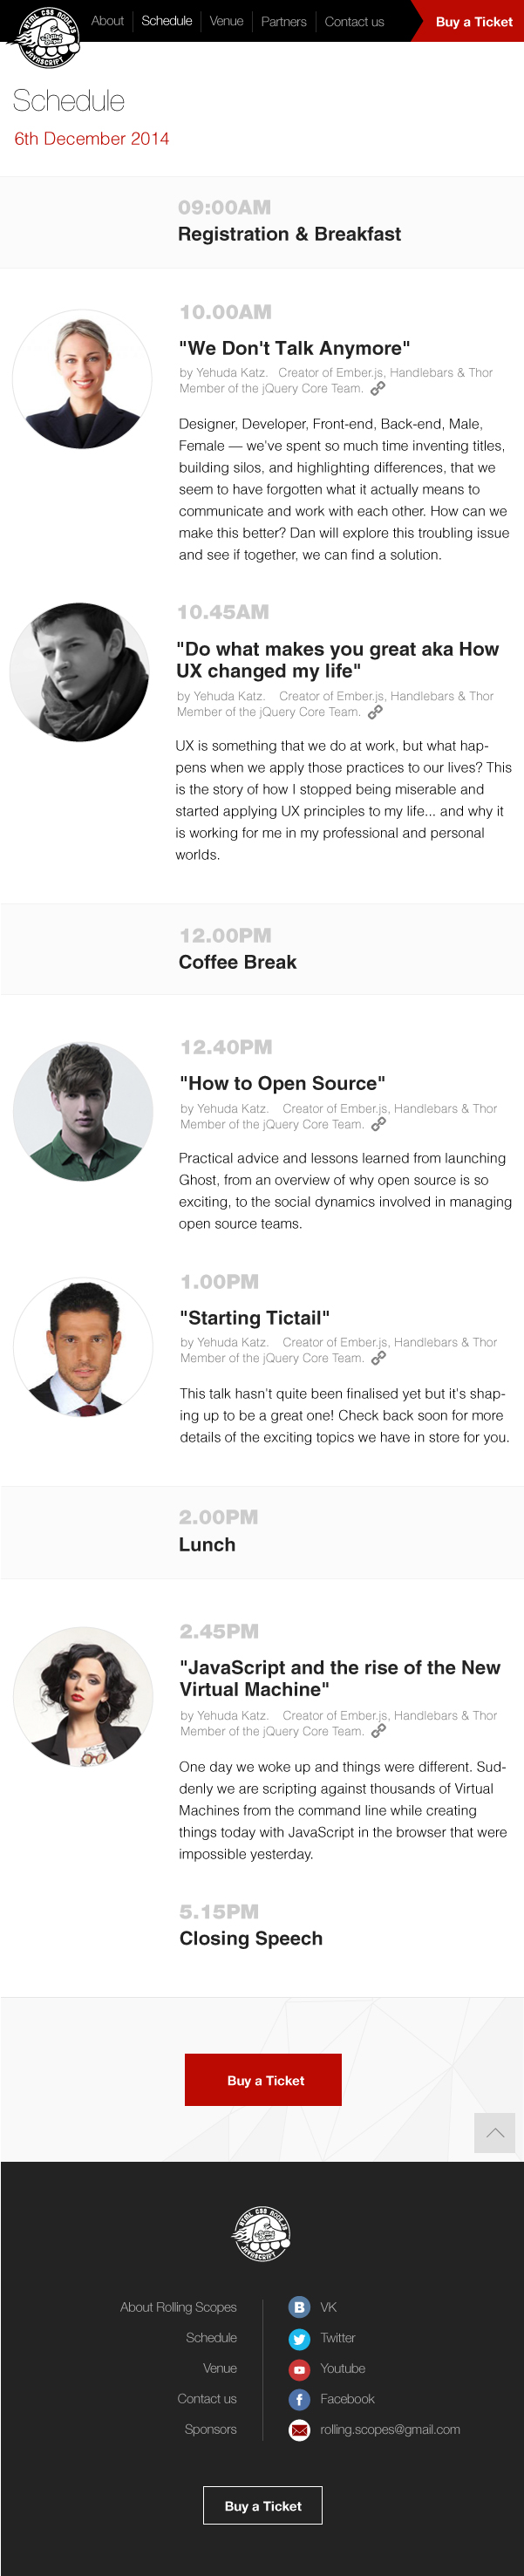 HTML CSS NODE.JS
JAVASCRIPT
About Schedule Venue Partners Contact us Buy a Ticket
Schedule
6th December 2014
09:00AM
Registration & Breakfast
10.00AM
"We Don't Talk Anymore"
by Yehuda Katz. Creator of Ember.js, Handlebars & Thor
Member of the jQuery Core Team.
Designer, Developer, Front-end, Back-end, Male,
Female — we've spent so much time inventing titles,
building silos, and highlighting differences, that we
seem to have forgotten what it actually means to
communicate and work with each other. How can we
make this better? Dan will explore this troubling issue
and see if together, we can find a solution.
10.45AM
"Do what makes you great aka How
UX changed my life"
by Yehuda Katz. Creator of Ember.js, Handlebars & Thor
Member of the jQuery Core Team.
UX is something that we do at work, but what hap-
pens when we apply those practices to our lives? This
is the story of how I stopped being miserable and
started applying UX principles to my life... and why it
is working for me in my professional and personal
worlds.
12.00PM
Coffee Break
12.40PM
"How to Open Source"
by Yehuda Katz. Creator of Ember.js, Handlebars & Thor
Member of the jQuery Core Team.
Practical advice and lessons learned from launching
Ghost, from an overview of why open source is so
exciting, to the social dynamics involved in managing
open source teams.
1.00PM
"Starting Tictail"
by Yehuda Katz. Creator of Ember.js, Handlebars & Thor
Member of the jQuery Core Team.
This talk hasn't quite been finalised yet but it's shap-
ing up to be a great one! Check back soon for more
details of the exciting topics we have in store for you.
2.00PM
Lunch
2.45PM
"JavaScript and the rise of the New
Virtual Machine"
by Yehuda Katz. Creator of Ember.js, Handlebars & Thor
Member of the jQuery Core Team.
One day we woke up and things were different. Sud-
denly we are scripting against thousands of Virtual
Machines from the command line while creating
things today with JavaScript in the browser that were
impossible yesterday.
5.15PM
Closing Speech
Buy a Ticket
HTML CSS NODE.JS
JAVASCRIPT
About Rolling Scopes
Schedule
Venue
Contact us
Sponsors
VK
Twitter
Youtube
Facebook
rolling.scopes@gmail.com
Buy a Ticket